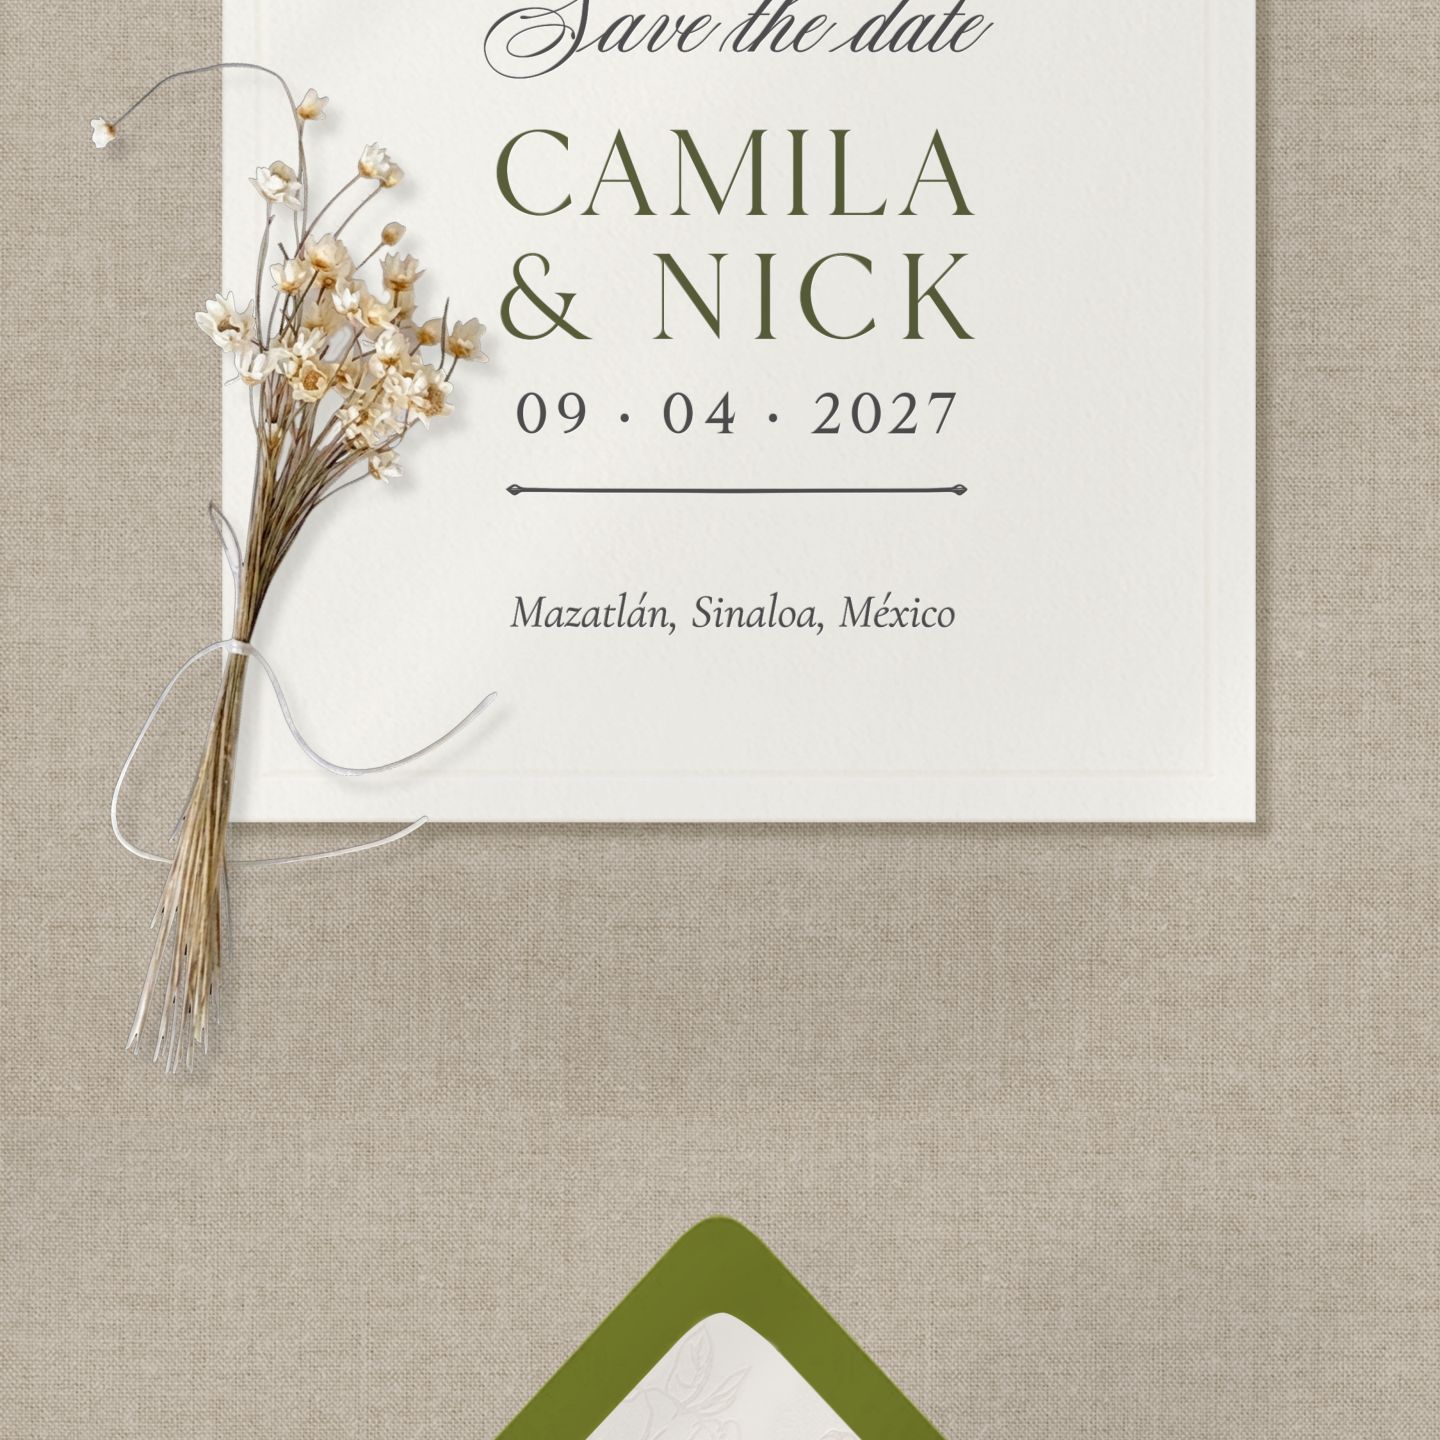 Save the date
CAMILA
& NICK
09 · 04 · 2027
Mazatlán, Sinaloa, México